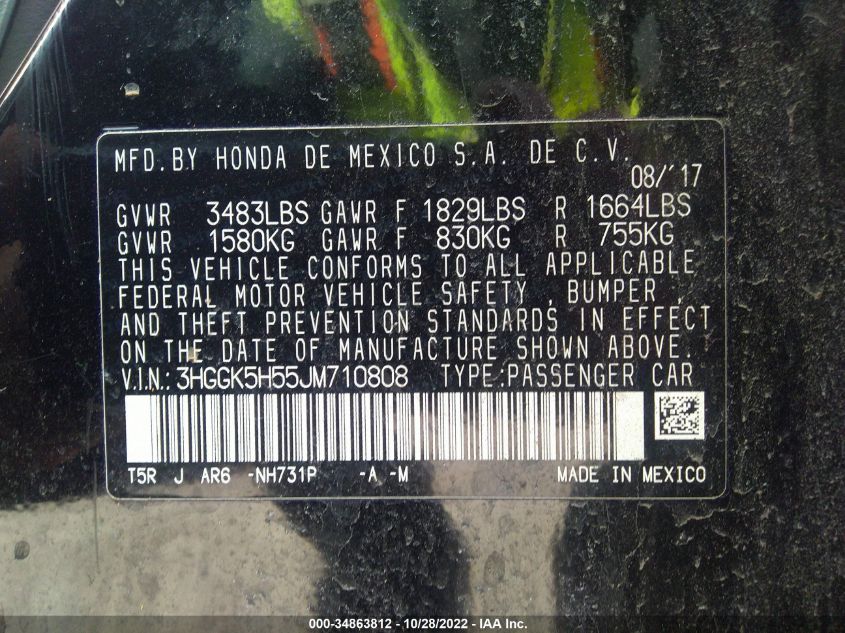 MFD. BY HONDA DE MEXICO S.A. DE C.V.
08/'17
GVWR 3483LBS GAWR F 1829LBS R 1664LBS
GVWR 1580KG GAWR F 830KG R 755KG
THIS VEHICLE CONFORMS TO ALL APPLICABLE
FEDERAL MOTOR VEHICLE SAFETY , BUMPER ,
AND THEFT PREVENTION STANDARDS IN EFFECT
ON THE DATE OF MANUFACTURE SHOWN ABOVE.
V.I.N.: 3HGGK5H55JM710808 TYPE:PASSENGER CAR
T5R J AR6 -NH731P -A -M MADE IN MEXICO
000-34863812 - 10/28/2022 - IAA Inc.